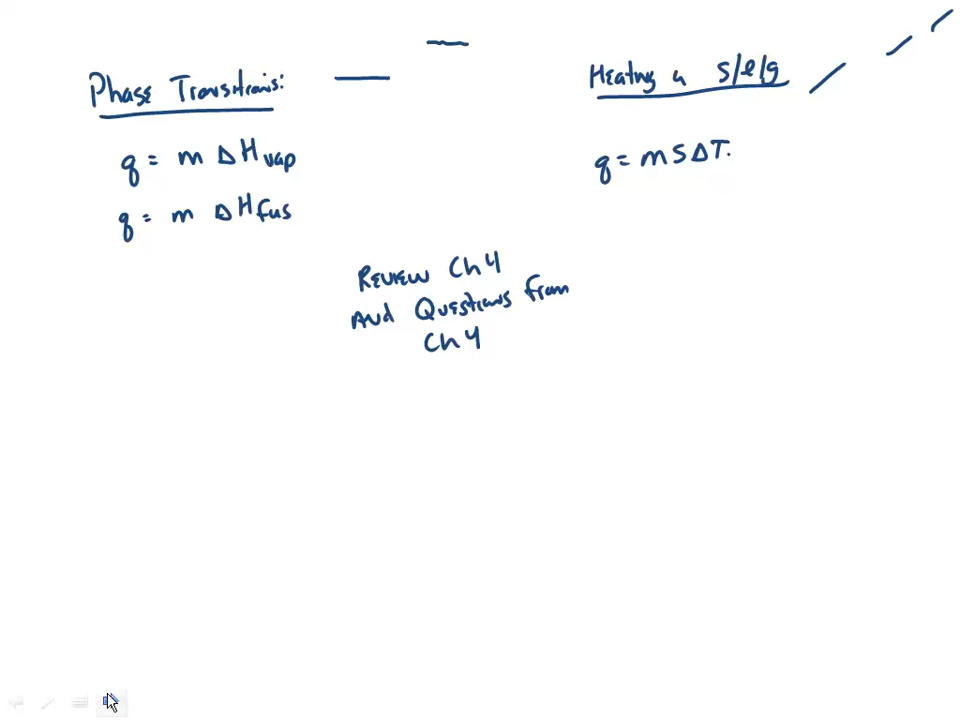 Phase Transitions:
q = m ΔHvap
q = m ΔHfus
Heating a s/l/g
q = m s ΔT.
Review Ch 4
And Questions from
Ch 4